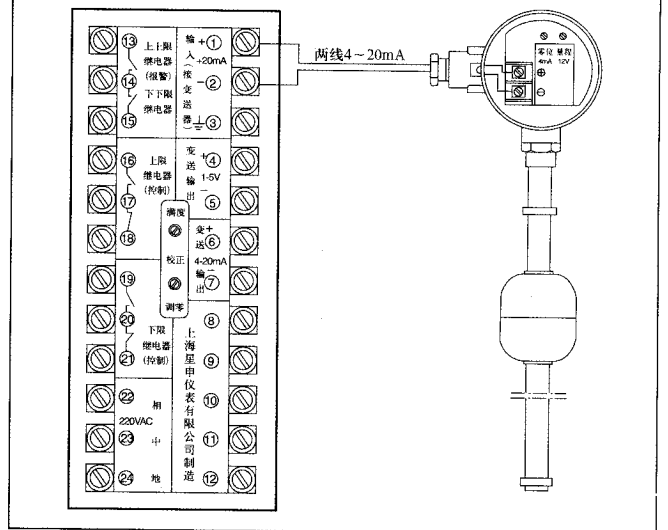 ⑬ 上上限
继电器
⑭ (报警)
下下限
⑮ 继电器
⑯ 上限
继电器
⑰ (控制)
⑱
⑲
⑳ 下限
继电器
㉑ (控制)
㉒ 相
220VAC
㉓ 中
㉔ 地
满度
校正
调零
输入(接变送器)
+①
+20mA
−②
③
变送输出
+④
1-5V
−⑤
变送输出
+⑥
4-20mA
−⑦
⑧
⑨
⑩
⑪
⑫
上海星申仪表有限公司制造
两线4~20mA
零位 量程
4mA 12V
⊕
⊖